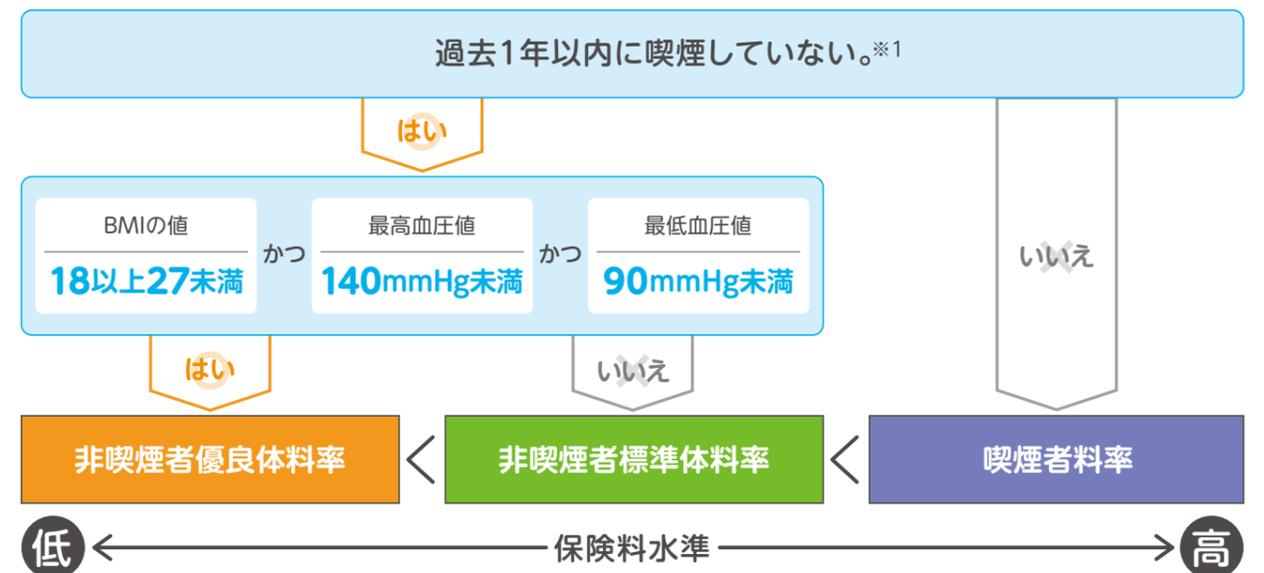 過去1年以内に喫煙していない。※1
はい
いいえ
BMIの値
18以上27未満
かつ
最高血圧値
140mmHg未満
かつ
最低血圧値
90mmHg未満
はい
いいえ
非喫煙者優良体料率
<
非喫煙者標準体料率
<
喫煙者料率
低
保険料水準
高